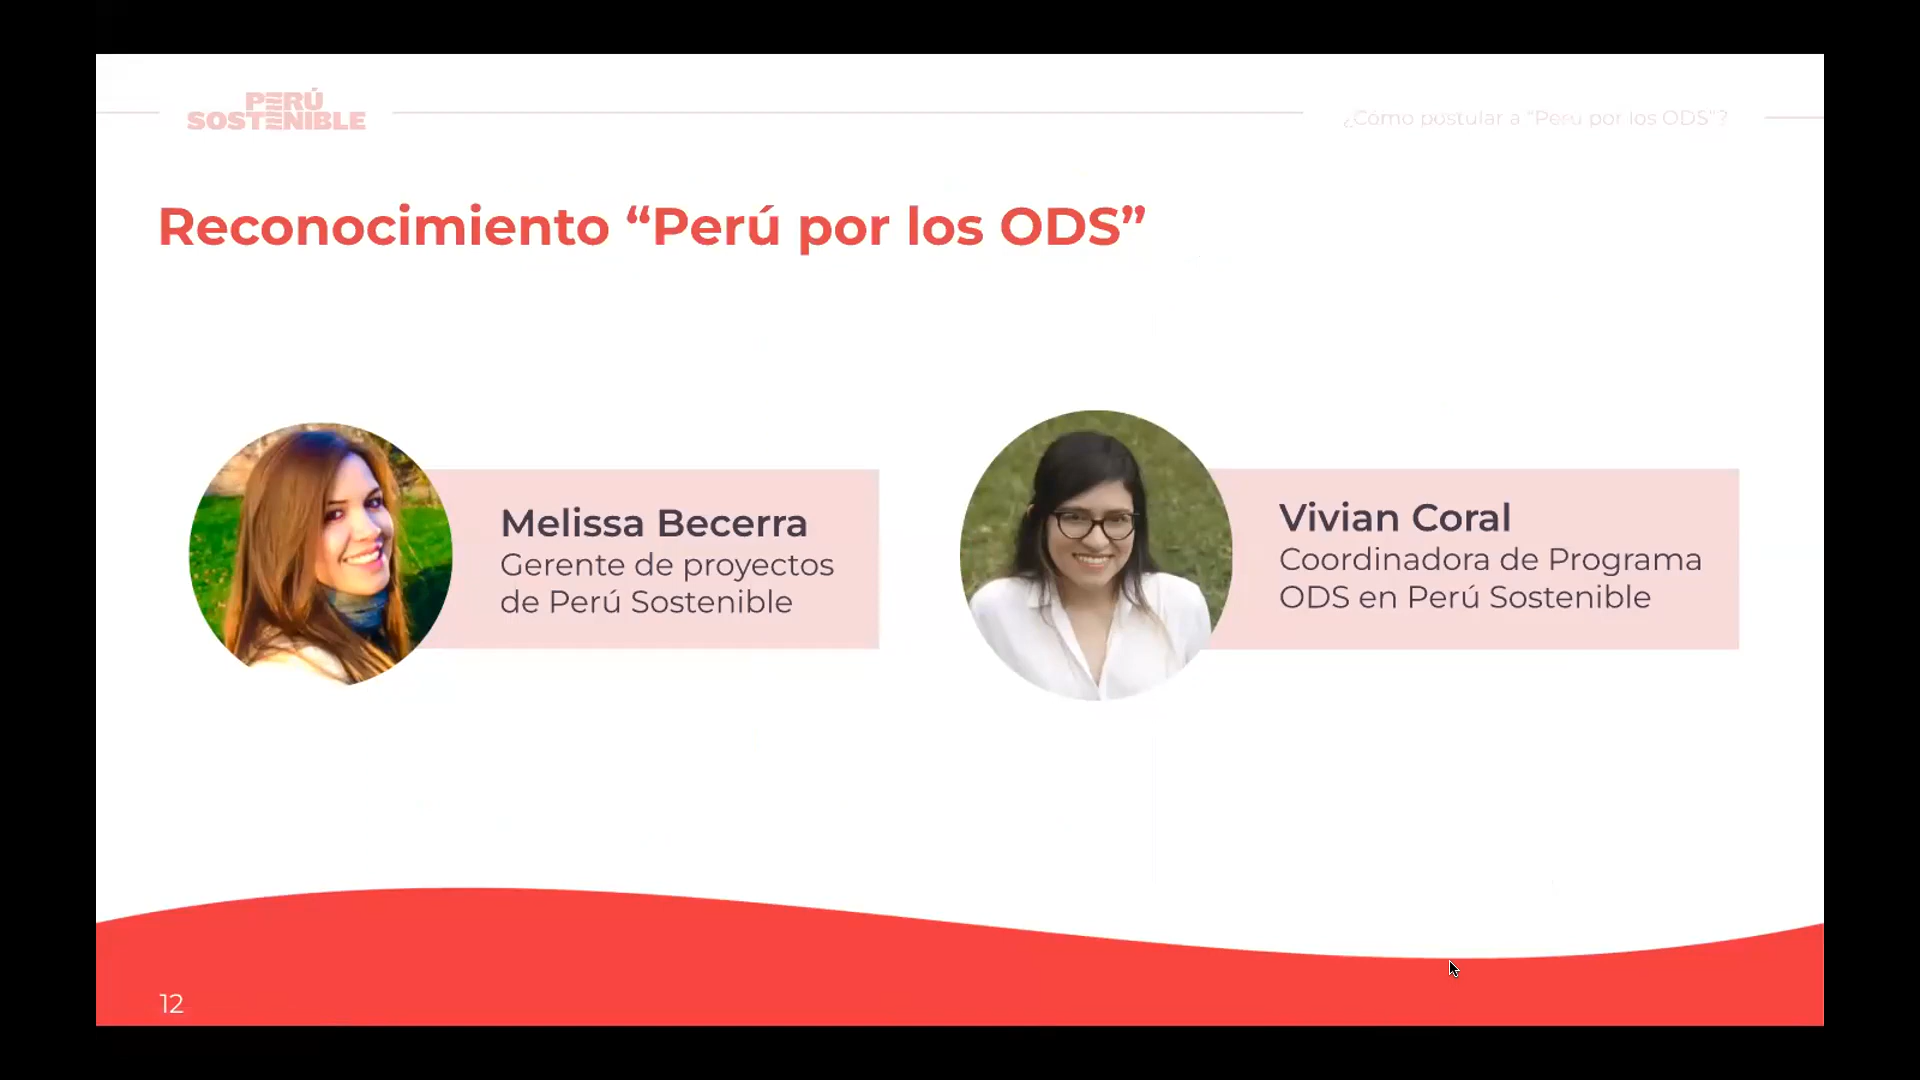 PERÚ
SOSTENIBLE
¿Cómo postular a “Perú por los ODS”?
Reconocimiento “Perú por los ODS”
Melissa Becerra
Gerente de proyectos
de Perú Sostenible
Vivian Coral
Coordinadora de Programa
ODS en Perú Sostenible
12